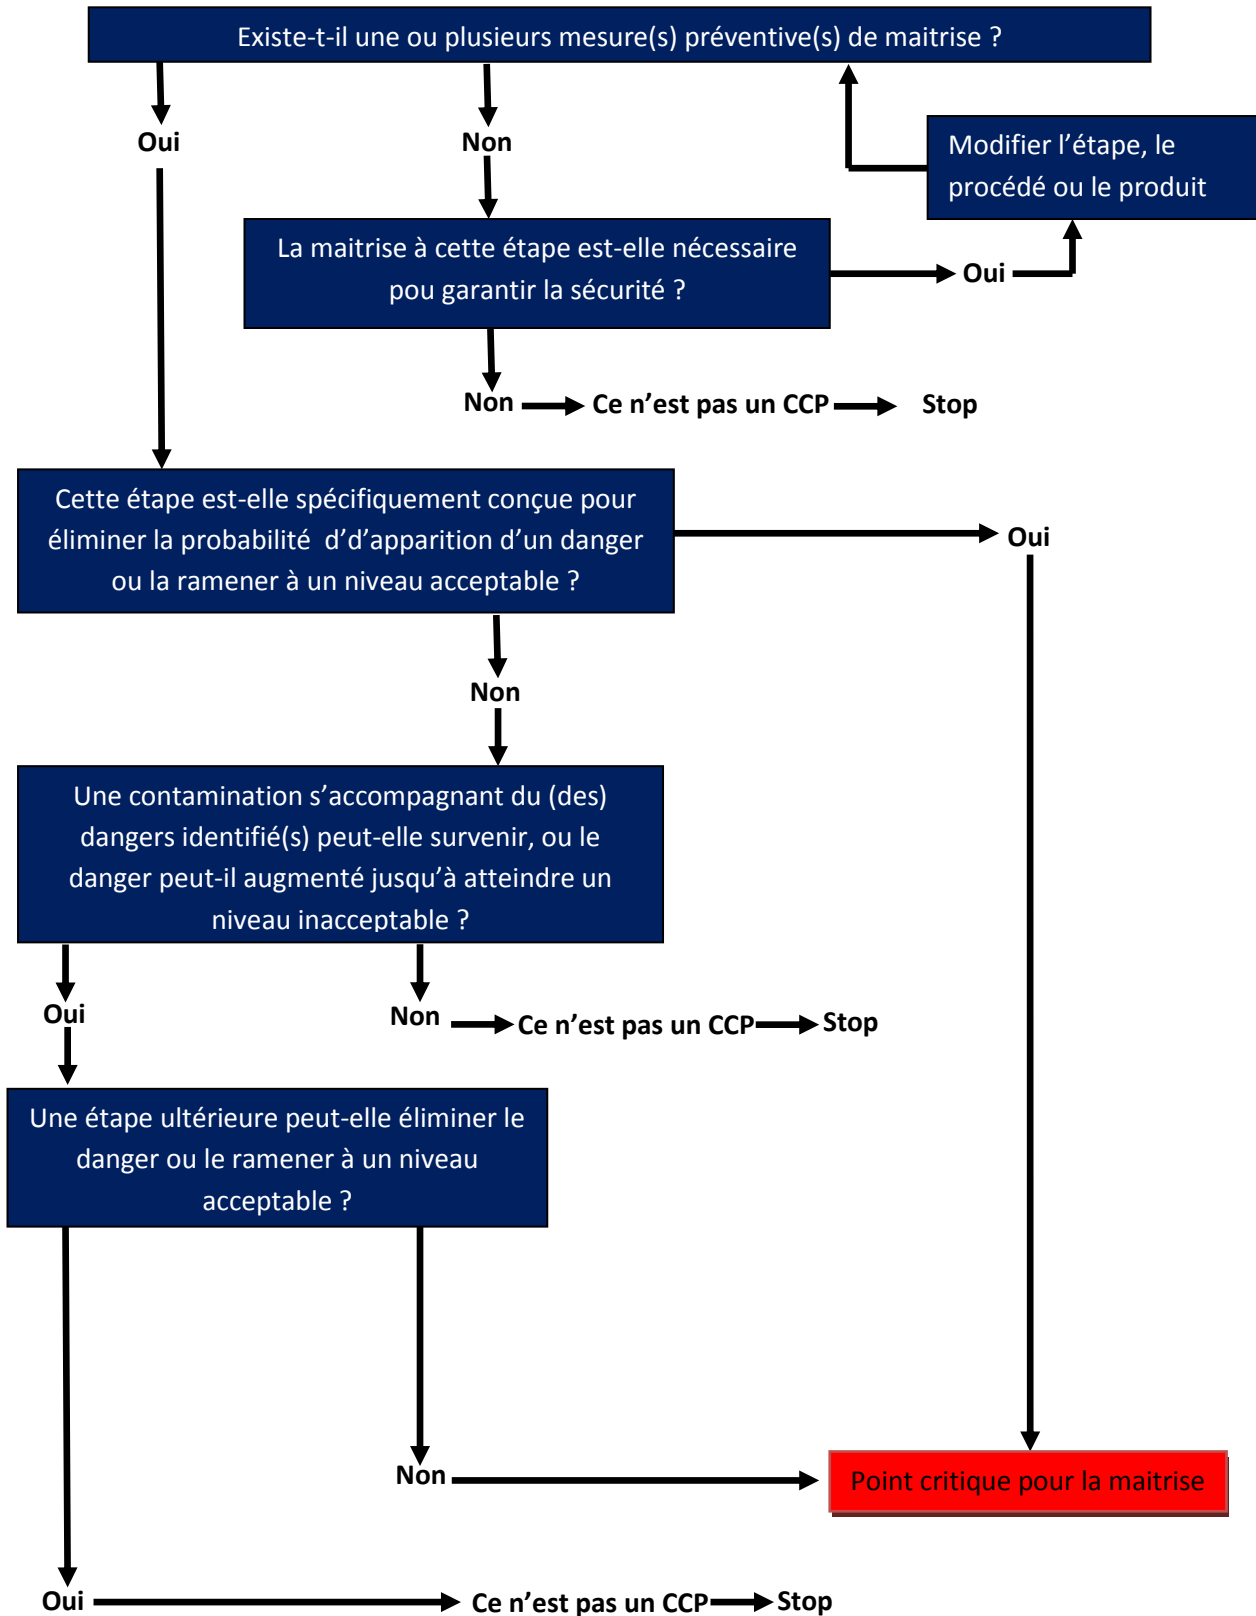 Existe-t-il une ou plusieurs mesure(s) préventive(s) de maitrise ?
Oui
Non
Modifier l’étape, le
procédé ou le produit
La maitrise à cette étape est-elle nécessaire
pou garantir la sécurité ?
Oui
Non
Ce n’est pas un CCP
Stop
Cette étape est-elle spécifiquement conçue pour
éliminer la probabilité d’d’apparition d’un danger
ou la ramener à un niveau acceptable ?
Oui
Non
Une contamination s’accompagnant du (des)
dangers identifié(s) peut-elle survenir, ou le
danger peut-il augmenté jusqu’à atteindre un
niveau inacceptable ?
Oui
Non
Ce n’est pas un CCP
Stop
Une étape ultérieure peut-elle éliminer le
danger ou le ramener à un niveau
acceptable ?
Non
Point critique pour la maitrise
Oui
Ce n’est pas un CCP
Stop